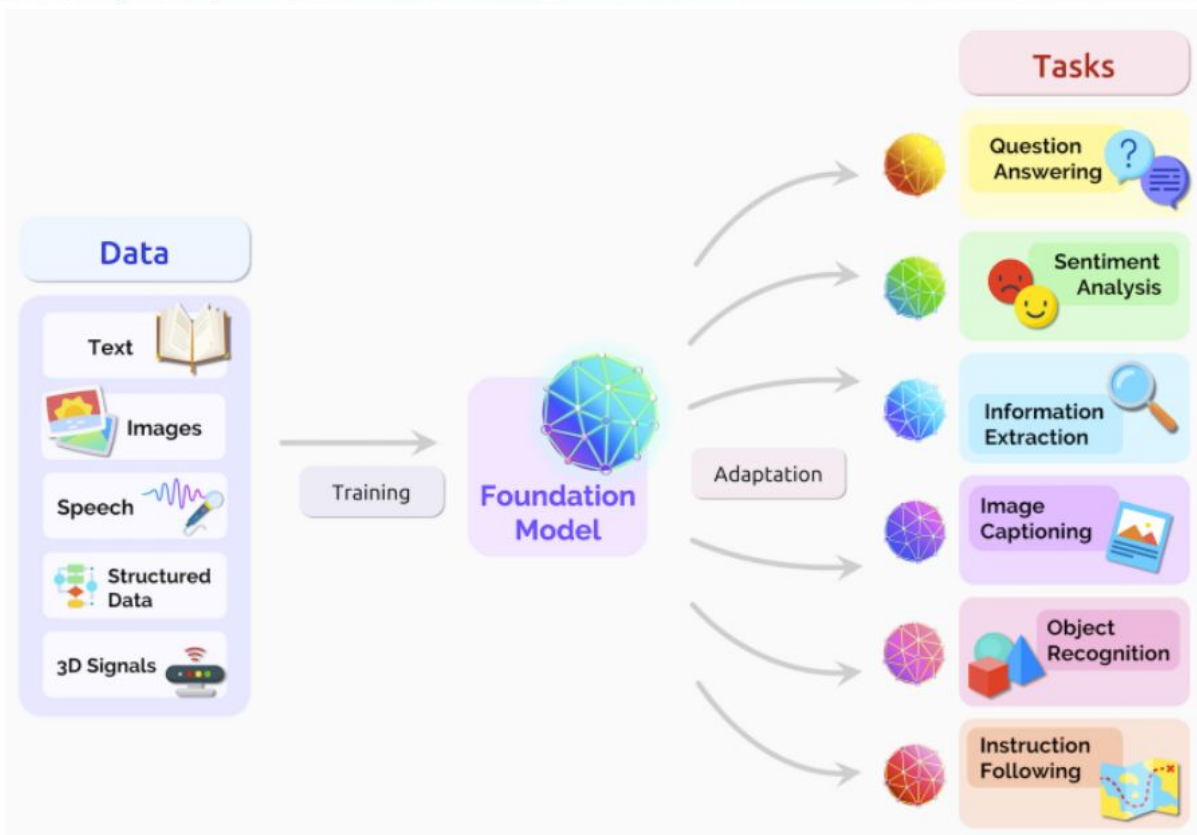 Data
Text
Images
Speech
Structured
Data
3D Signals
Training
Foundation
Model
Adaptation
Tasks
Question
Answering
Sentiment
Analysis
Information
Extraction
Image
Captioning
Object
Recognition
Instruction
Following